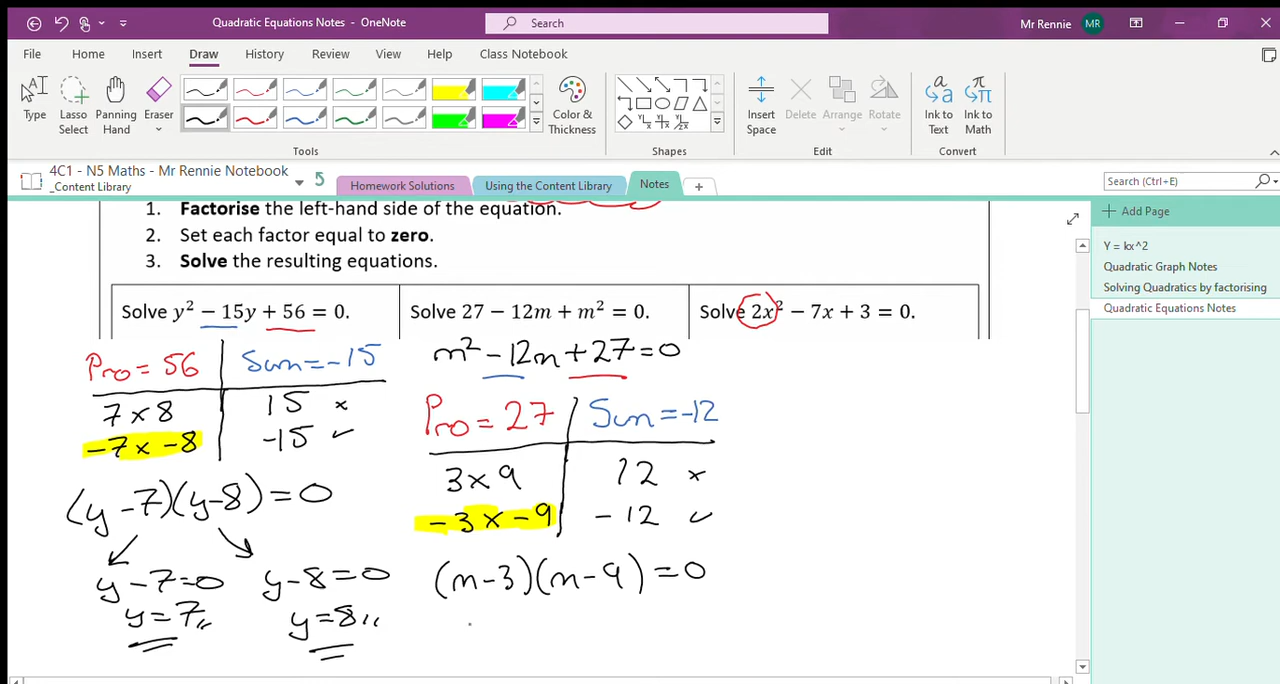 Quadratic Equations Notes - OneNote
Search
Mr Rennie MR
File Home Insert Draw History Review View Help Class Notebook
Type Lasso Select Panning Hand Eraser
Color & Thickness
Insert Space Delete Arrange Rotate
Ink to Text Ink to Math
Tools Shapes Edit Convert
4C1 - N5 Maths - Mr Rennie Notebook
_Content Library
Homework Solutions Using the Content Library Notes +
Search (Ctrl+E)
Add Page
Y = kx^2
Quadratic Graph Notes
Solving Quadratics by factorising
Quadratic Equations Notes
1. Factorise the left-hand side of the equation.
2. Set each factor equal to zero.
3. Solve the resulting equations.
Solve y² − 15y + 56 = 0.
Pro = 56 Sum = -15
7 x 8 15 x
-7 x -8 -15 ✓
(y - 7)(y - 8) = 0
y - 7 = 0 y - 8 = 0
y = 7,, y = 8,,
Solve 27 − 12m + m² = 0.
m² - 12m + 27 = 0
Pro = 27 Sum = -12
3 x 9 12 x
-3 x -9 -12 ✓
(m - 3)(m - 9) = 0
Solve 2x² − 7x + 3 = 0.